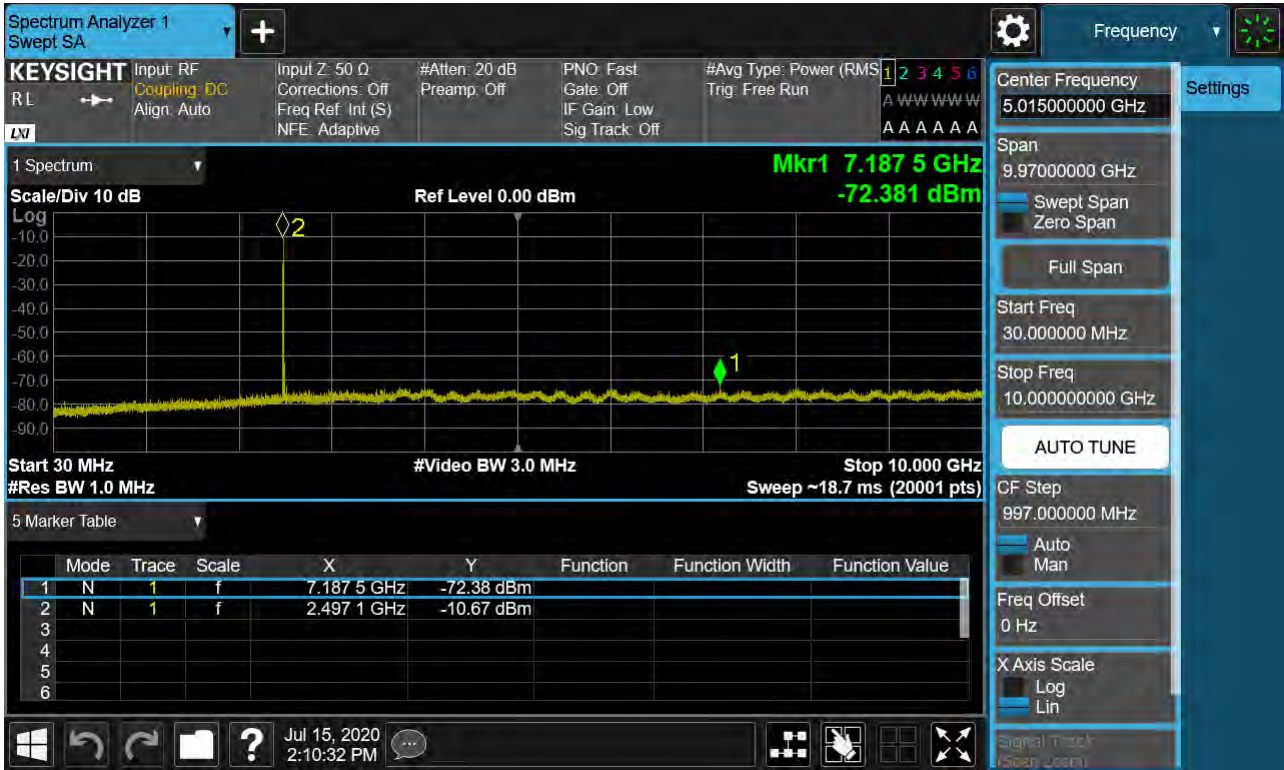 Spectrum Analyzer 1
Swept SA
Frequency
KEYSIGHT
Input: RF
Coupling: DC
Align: Auto
Input Z: 50 Ω
Corrections: Off
Freq Ref: Int (S)
NFE: Adaptive
#Atten: 20 dB
Preamp: Off
PNO: Fast
Gate: Off
IF Gain: Low
Sig Track: Off
#Avg Type: Power (RMS
Trig: Free Run
1 2 3 4 5 6
A W W W W W
A A A A A A
R L
LXI
1 Spectrum
Mkr1 7.187 5 GHz
-72.381 dBm
Scale/Div 10 dB
Ref Level 0.00 dBm
Log
-10.0
-20.0
-30.0
-40.0
-50.0
-60.0
-70.0
-80.0
-90.0
2
1
Start 30 MHz
#Video BW 3.0 MHz
Stop 10.000 GHz
#Res BW 1.0 MHz
Sweep ~18.7 ms (20001 pts)
5 Marker Table
Mode Trace Scale X Y Function Function Width Function Value
1 N 1 f 7.187 5 GHz -72.38 dBm
2 N 1 f 2.497 1 GHz -10.67 dBm
3
4
5
6
?
Jul 15, 2020
2:10:32 PM
Center Frequency
5.015000000 GHz
Settings
Span
9.97000000 GHz
Swept Span
Zero Span
Full Span
Start Freq
30.000000 MHz
Stop Freq
10.000000000 GHz
AUTO TUNE
CF Step
997.000000 MHz
Auto
Man
Freq Offset
0 Hz
X Axis Scale
Log
Lin
Signal Track
(Span Zoom)